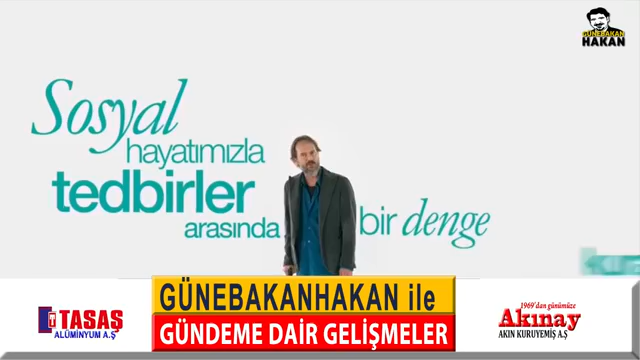 GÜNEBAKAN
HAKAN
Sosyal
hayatımızla
tedbirler
arasında
bir denge
GÜNEBAKANHAKAN ile
GÜNDEME DAİR GELİŞMELER
TASAŞ
ALÜMİNYUM A.Ş
1969'dan günümüze
Akınay
AKIN KURUYEMİŞ A.Ş